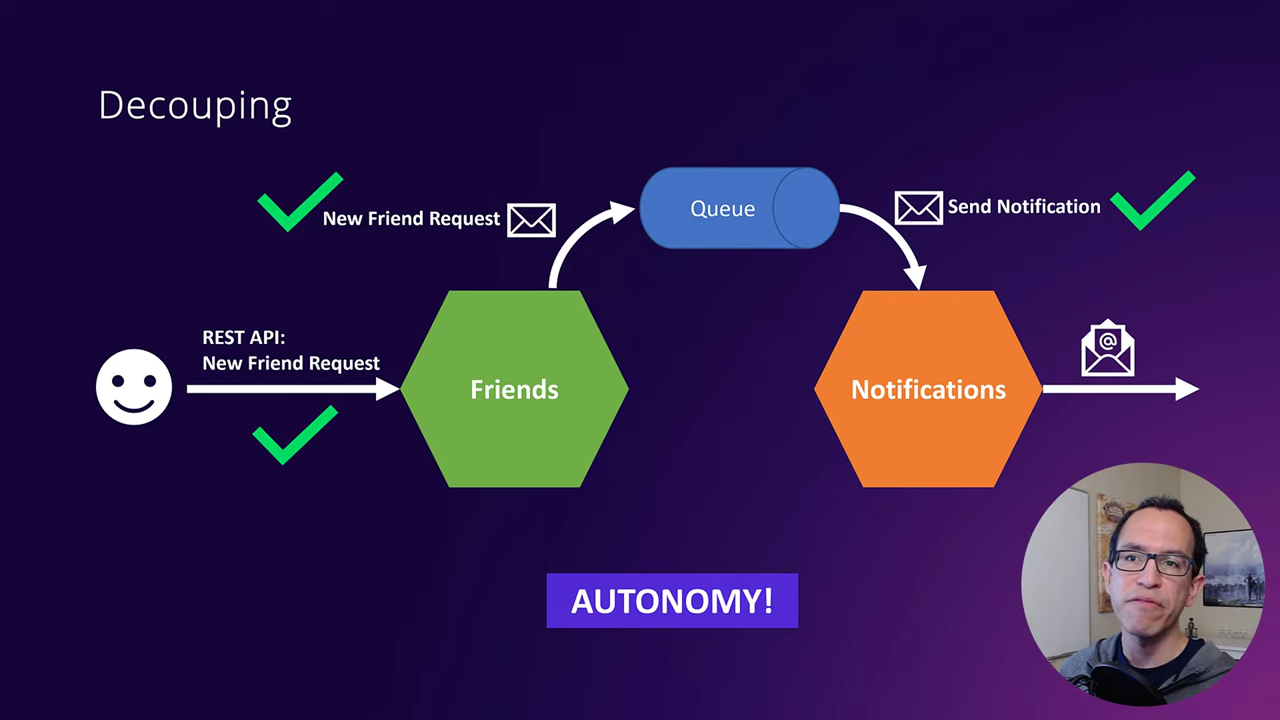 Decouping
New Friend Request
Queue
Send Notification
REST API:
New Friend Request
Friends
Notifications
@
AUTONOMY!